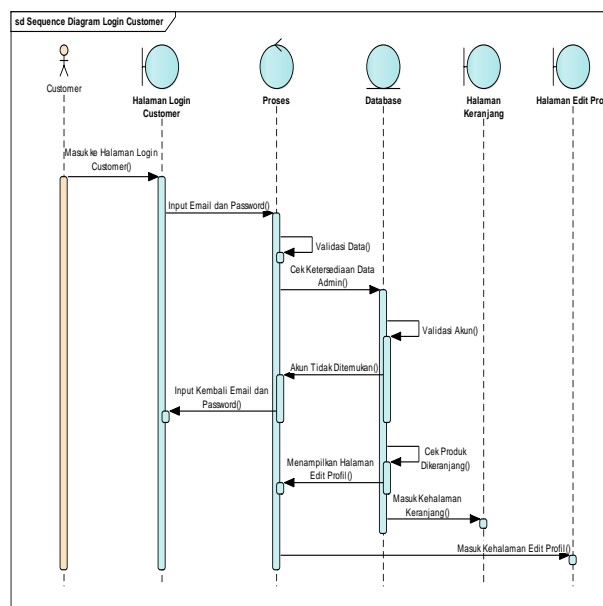 sd Sequence Diagram Login Customer
Customer
Halaman Login
Customer
Proses
Database
Halaman
Keranjang
Halaman Edit Pro
Masuk ke Halaman Login
Customer()
Input Email dan Password()
Validasi Data()
Cek Ketersediaan Data
Admin()
Validasi Akun()
Akun Tidak Ditemukan()
Input Kembali Email dan
Password()
Cek Produk
Dikeranjang()
Menampilkan Halaman
Edit Profil()
Masuk Kehalaman
Keranjang()
Masuk Kehalaman Edit Profil()